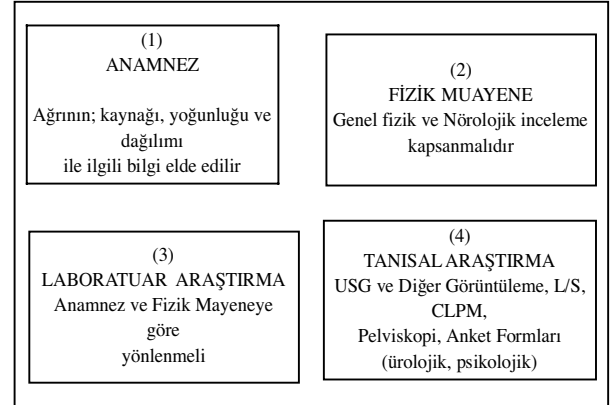 (1)
ANAMNEZ
Ağrının; kaynağı, yoğunluğu ve
dağılımı
ile ilgili bilgi elde edilir
(2)
FİZİK MUAYENE
Genel fizik ve Nörolojik inceleme
kapsanmalıdır
(3)
LABORATUAR ARAŞTIRMA
Anamnez ve Fizik Mayeneye
göre
yönlenmeli
(4)
TANISAL ARAŞTIRMA
USG ve Diğer Görüntüleme, L/S,
CLPM,
Pelviskopi, Anket Formları
(ürolojik, psikolojik)